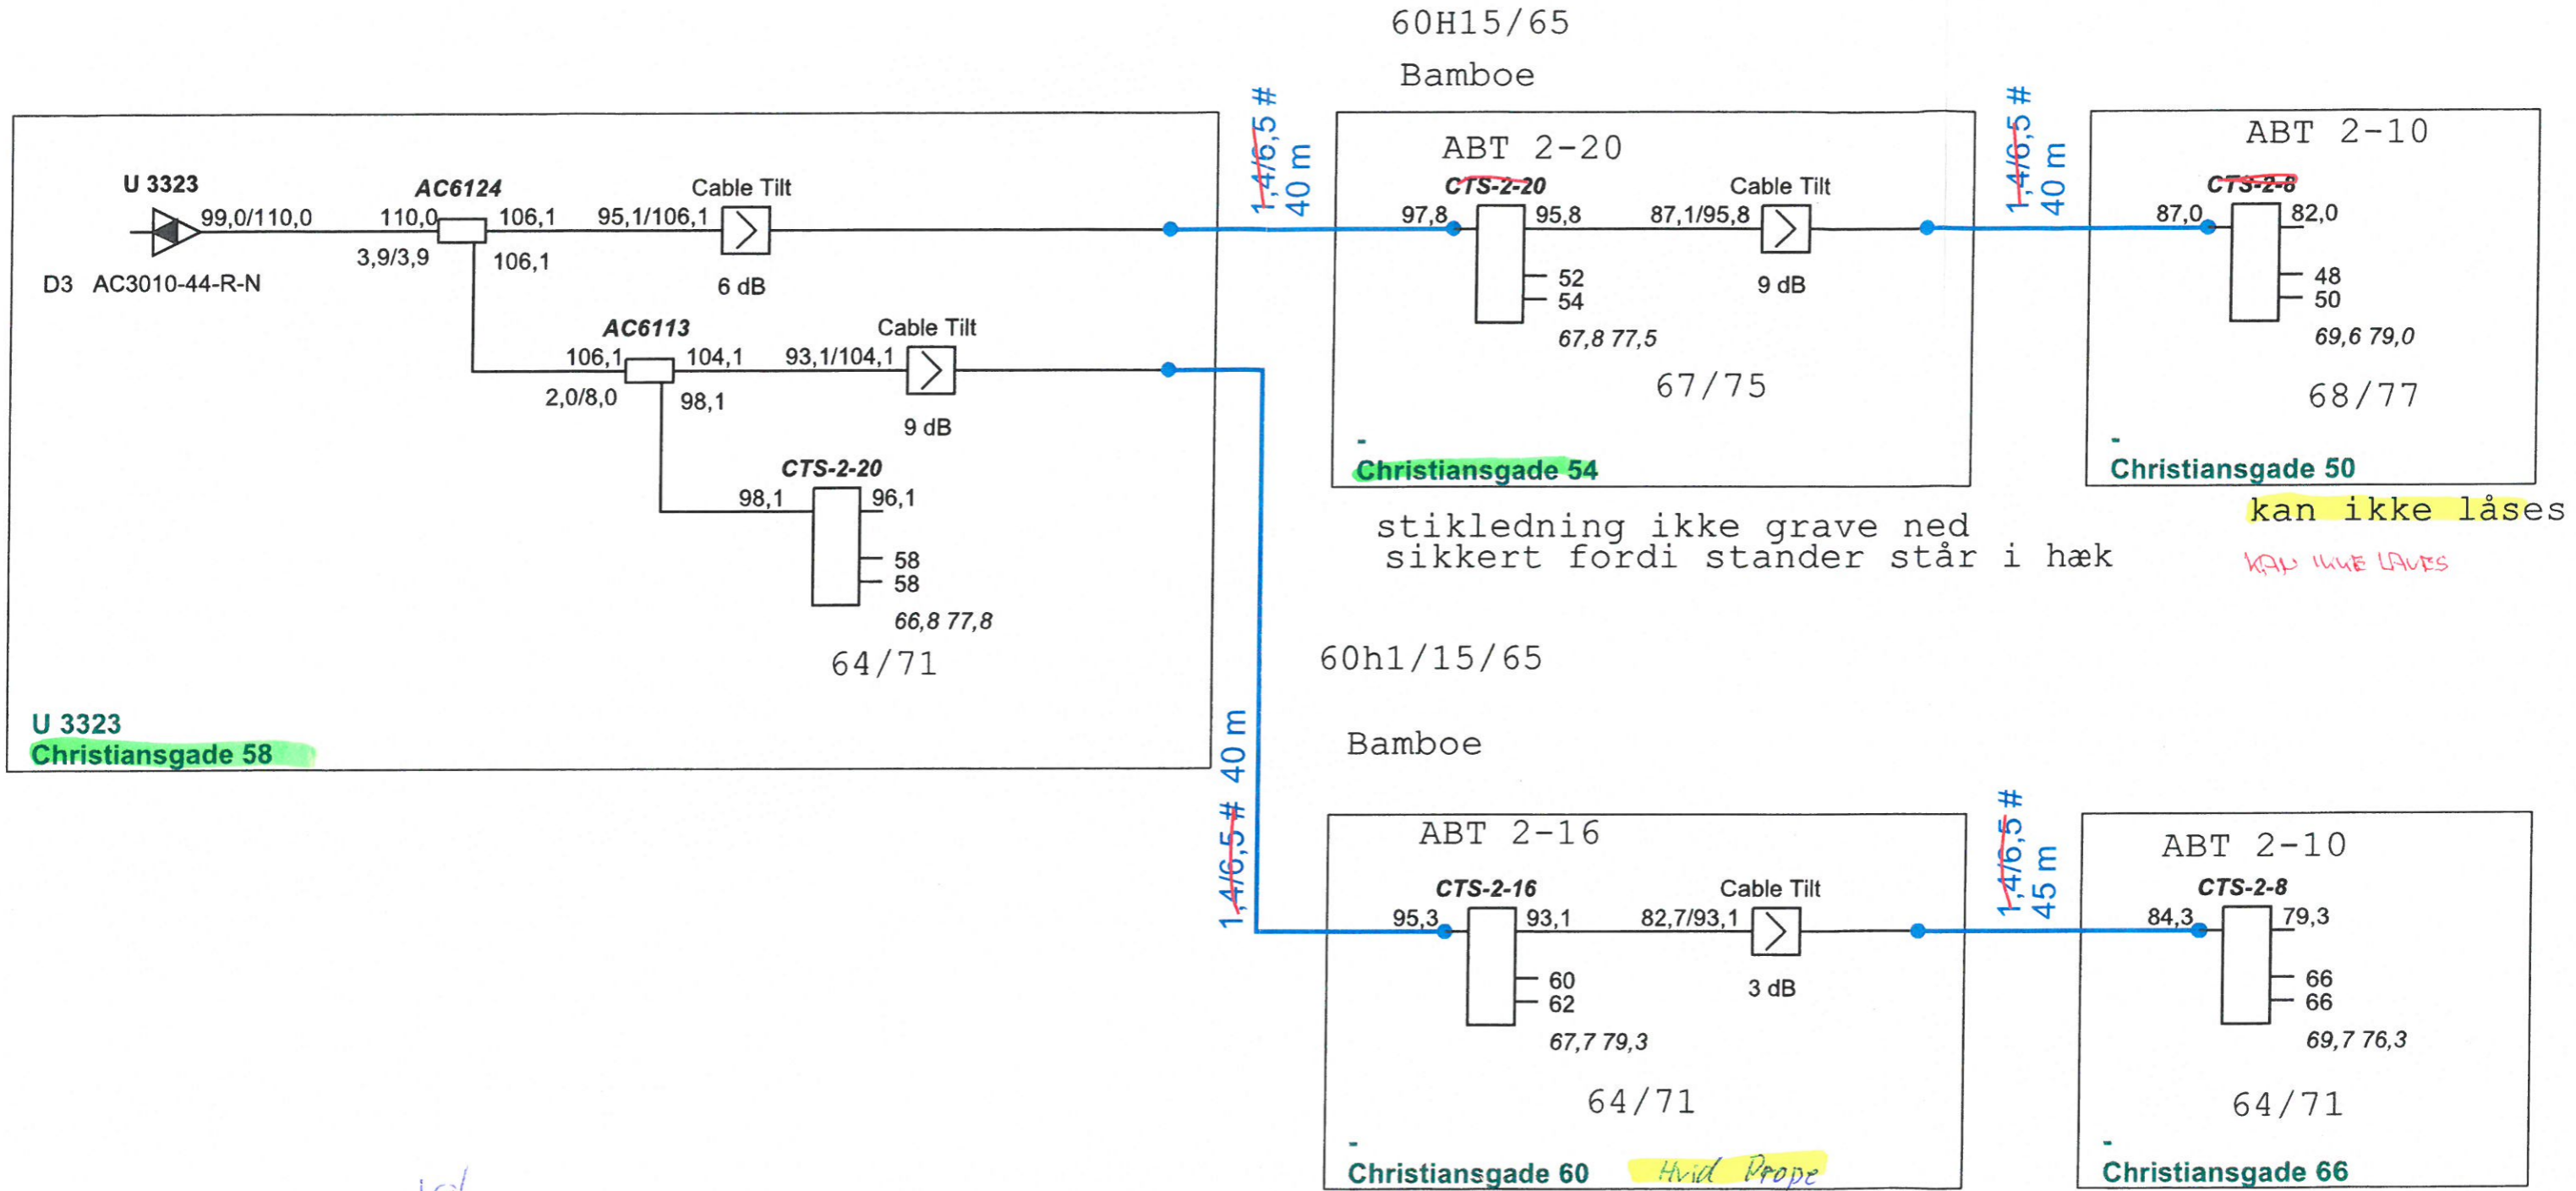 60H15/65
Bamboe
U 3323
99,0/110,0
D3 AC3010-44-R-N
AC6124
110,0
106,1
3,9/3,9
106,1
95,1/106,1
Cable Tilt
6 dB
AC6113
106,1
104,1
2,0/8,0
98,1
93,1/104,1
Cable Tilt
9 dB
CTS-2-20
98,1
96,1
58
58
66,8 77,8
64/71
U 3323
Christiansgade 58
1,4/6,5 #
40 m
ABT 2-20
CTS-2-20
97,8
95,8
52
54
67,8 77,5
67/75
87,1/95,8
Cable Tilt
9 dB
-
Christiansgade 54
stikledning ikke grave ned
sikkert fordi stander står i hæk
1,4/6,5 #
40 m
ABT 2-10
CTS-2-8
87,0
82,0
48
50
69,6 79,0
68/77
-
Christiansgade 50
kan ikke låses
KAN IKKE LAVES
60h1/15/65
Bamboe
1,4/6,5 # 40 m
ABT 2-16
CTS-2-16
95,3
93,1
60
62
67,7 79,3
64/71
82,7/93,1
Cable Tilt
3 dB
-
Christiansgade 60
Hvid Prope
1,4/6,5 #
45 m
ABT 2-10
CTS-2-8
84,3
79,3
66
66
69,7 76,3
64/71
-
Christiansgade 66